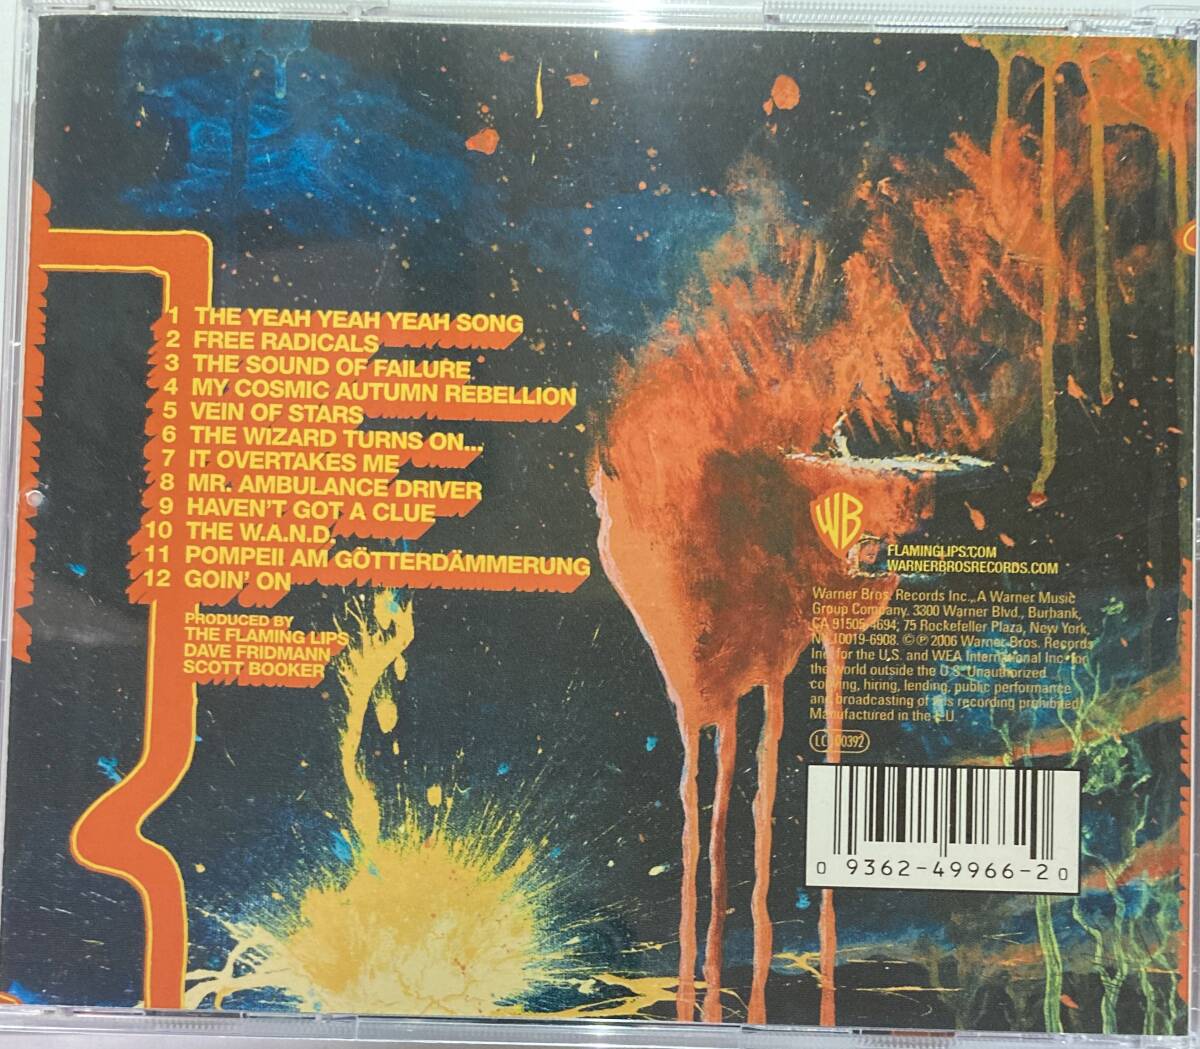 1 THE YEAH YEAH YEAH SONG
2 FREE RADICALS
3 THE SOUND OF FAILURE
4 MY COSMIC AUTUMN REBELLION
5 VEIN OF STARS
6 THE WIZARD TURNS ON...
7 IT OVERTAKES ME
8 MR. AMBULANCE DRIVER
9 HAVEN'T GOT A CLUE
10 THE W.A.N.D.
11 POMPEII AM GÖTTERDÄMMERUNG
12 GOIN' ON
PRODUCED BY
THE FLAMING LIPS
DAVE FRIDMANN
SCOTT BOOKER
WB
FLAMINGLIPS.COM
WARNERBROSRECORDS.COM
Warner Bros. Records Inc., A Warner Music
Group Company. 3300 Warner Blvd., Burbank,
CA 91505-4694; 75 Rockefeller Plaza, New York,
NY 10019-6908. ©℗ 2006 Warner Bros. Records
Inc. for the U.S. and WEA International Inc. for
the world outside the U.S. Unauthorized
copying, hiring, lending, public performance
and broadcasting of this recording prohibited.
Manufactured in the E.U.
LC 00392
0 9362-49966-2 0